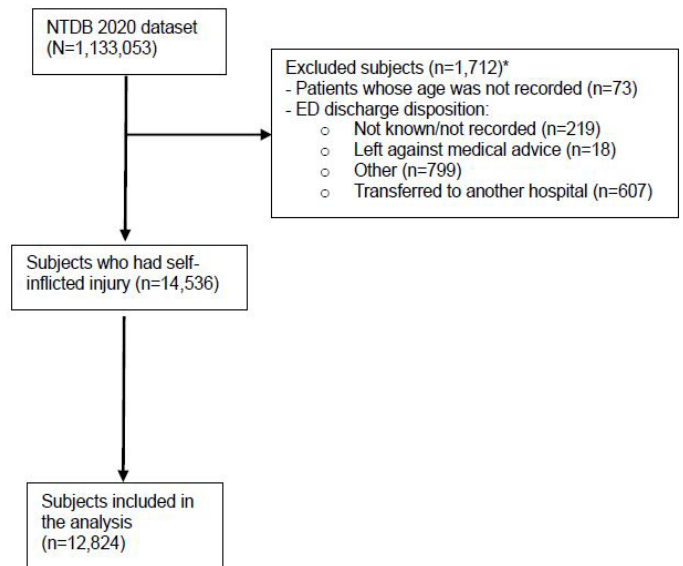 NTDB 2020 dataset
(N=1,133,053)
Excluded subjects (n=1,712)*
- Patients whose age was not recorded (n=73)
- ED discharge disposition:
o Not known/not recorded (n=219)
o Left against medical advice (n=18)
o Other (n=799)
o Transferred to another hospital (n=607)
Subjects who had self-
inflicted injury (n=14,536)
Subjects included in
the analysis
(n=12,824)